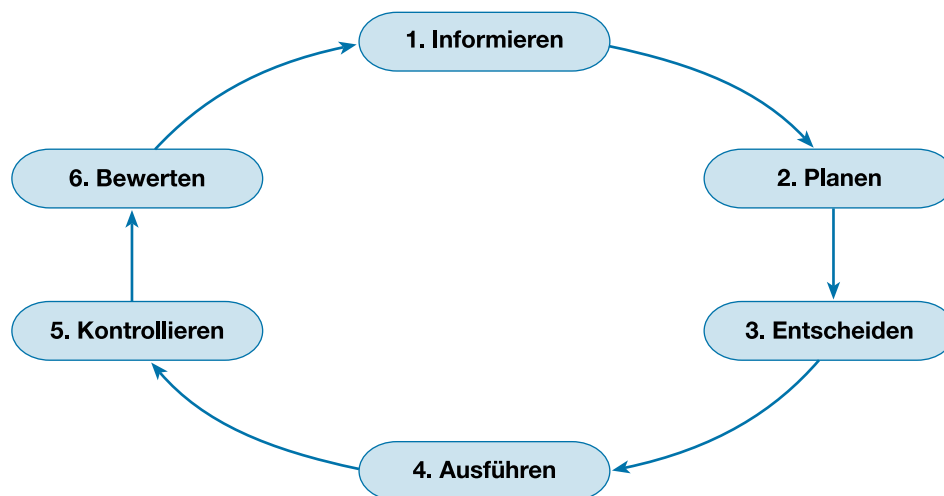 1. Informieren
2. Planen
3. Entscheiden
4. Ausführen
5. Kontrollieren
6. Bewerten